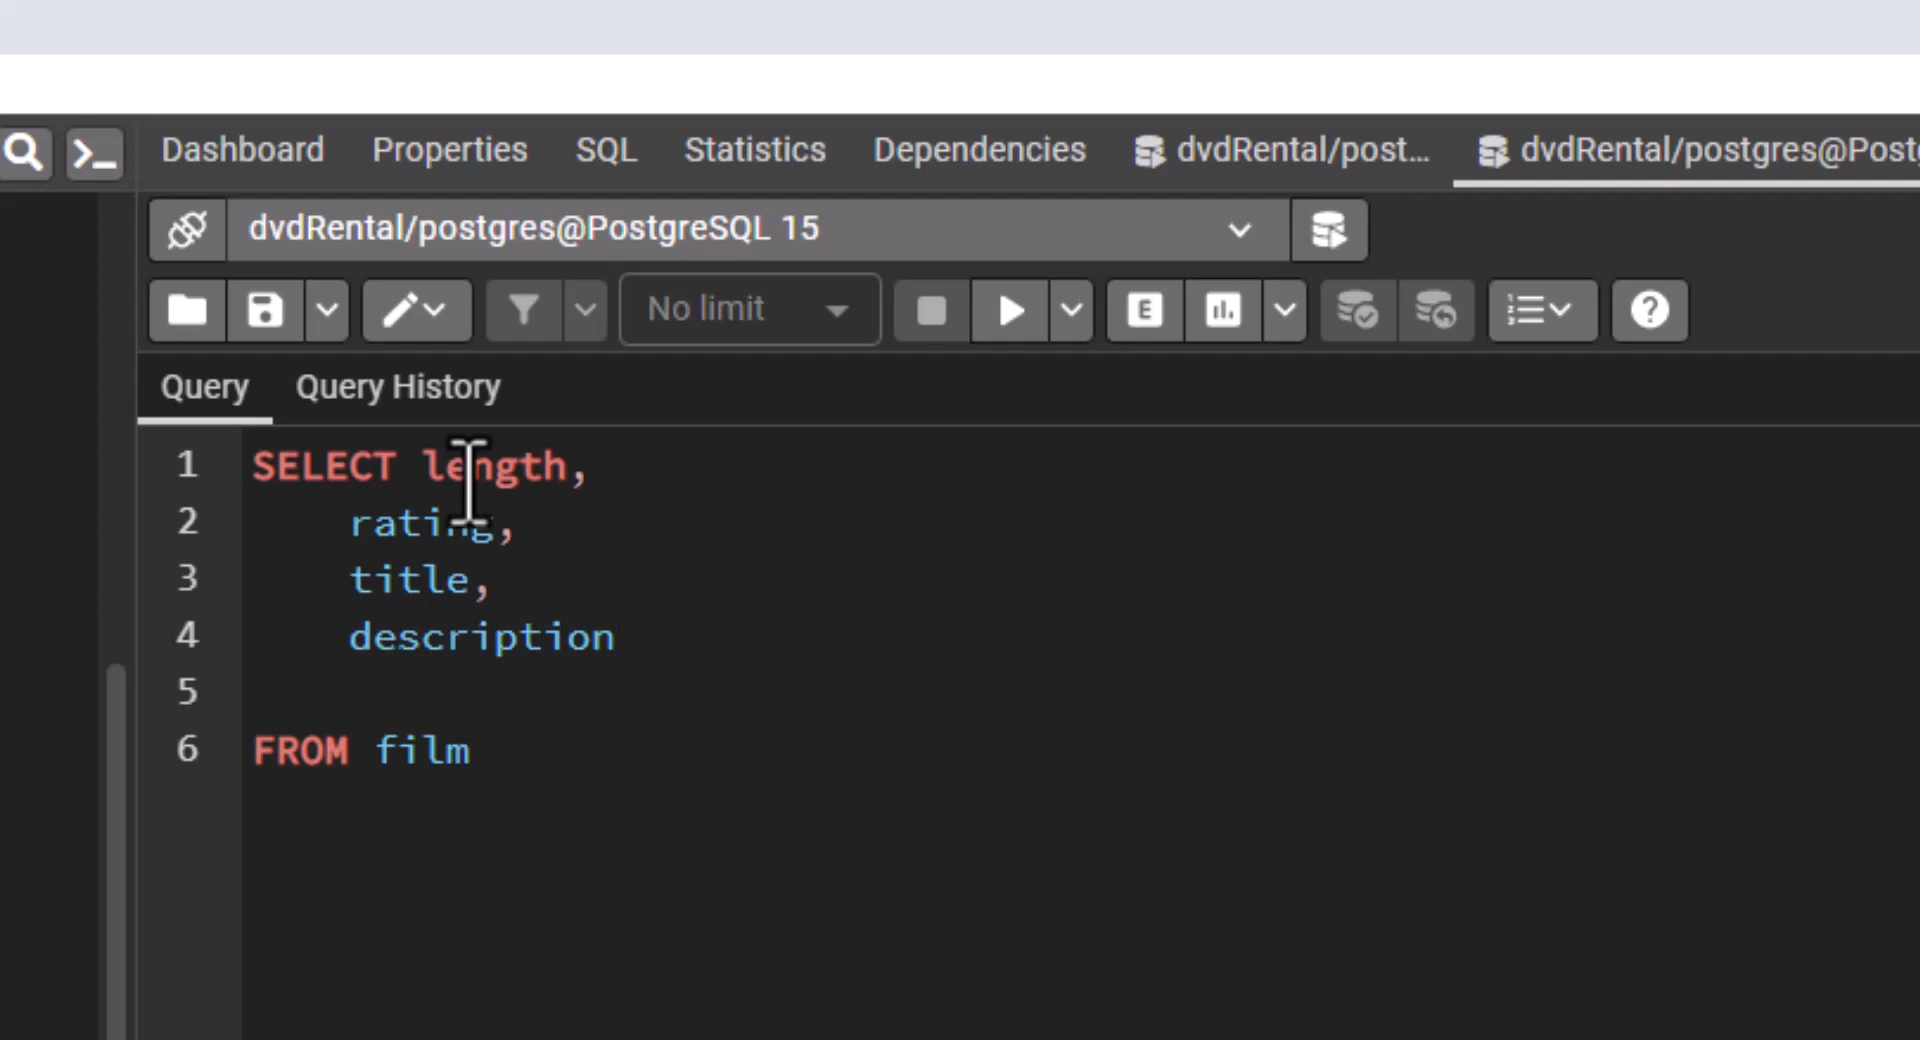 Dashboard Properties SQL Statistics Dependencies dvdRental/post... dvdRental/postgres@Post
dvdRental/postgres@PostgreSQL 15
No limit E ?
Query Query History
1 SELECT length,
2 rating,
3 title,
4 description
5
6 FROM film